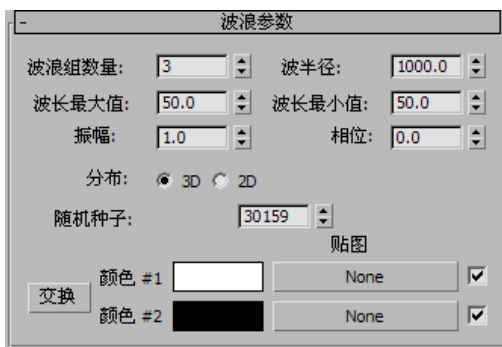 - 波浪参数
波浪组数量: 3 波半径: 1000.0
波长最大值: 50.0 波长最小值: 50.0
振幅: 1.0 相位: 0.0
分布: 3D 2D
随机种子: 30159
贴图
颜色 #1 None
交换
颜色 #2 None